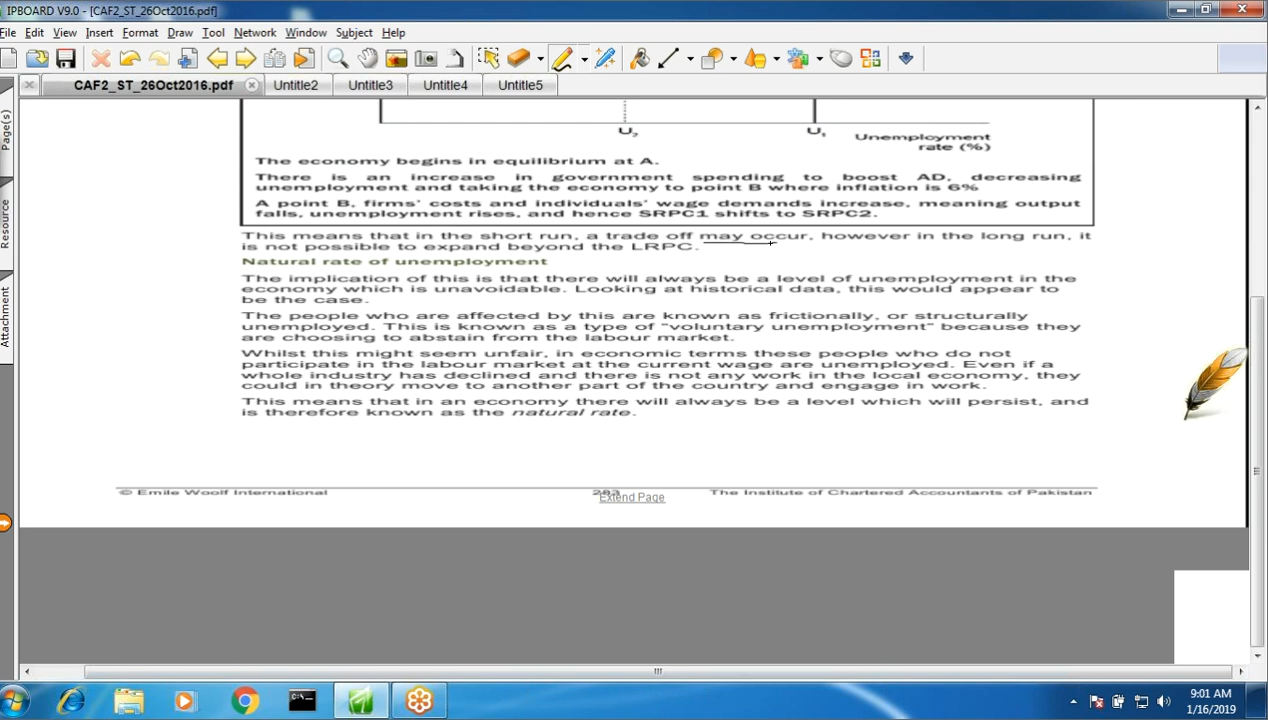 IPBOARD V9.0 - [CAF2_ST_26Oct2016.pdf]
File Edit View Insert Format Draw Tool Network Window Subject Help
CAF2_ST_26Oct2016.pdf Untitle2 Untitle3 Untitle4 Untitle5
Page(s)
Resource
Attachment
U2 U1 Unemployment
rate (%)
The economy begins in equilibrium at A.
There is an increase in government spending to boost AD, decreasing
unemployment and taking the economy to point B where inflation is 6%
A point B, firms' costs and individuals' wage demands increase, meaning output
falls, unemployment rises, and hence SRPC1 shifts to SRPC2.
This means that in the short run, a trade off may occur, however in the long run, it
is not possible to expand beyond the LRPC.
Natural rate of unemployment
The implication of this is that there will always be a level of unemployment in the
economy which is unavoidable. Looking at historical data, this would appear to
be the case.
The people who are affected by this are known as frictionally, or structurally
unemployed. This is known as a type of "voluntary unemployment" because they
are choosing to abstain from the labour market.
Whilst this might seem unfair, in economic terms these people who do not
participate in the labour market at the current wage are unemployed. Even if a
whole industry has declined and there is not any work in the local economy, they
could in theory move to another part of the country and engage in work.
This means that in an economy there will always be a level which will persist, and
is therefore known as the natural rate.
© Emile Woolf International The Institute of Chartered Accountants of Pakistan
Extend Page
9:01 AM
1/16/2019